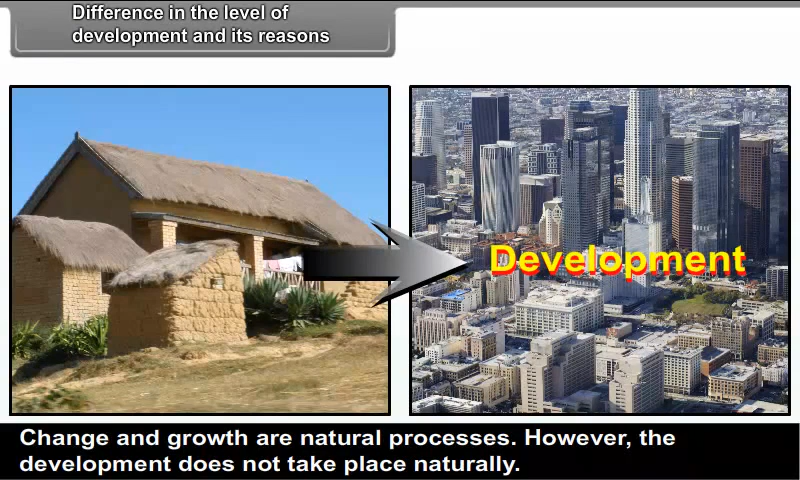 Difference in the level of
development and its reasons
Development
Change and growth are natural processes. However, the
development does not take place naturally.